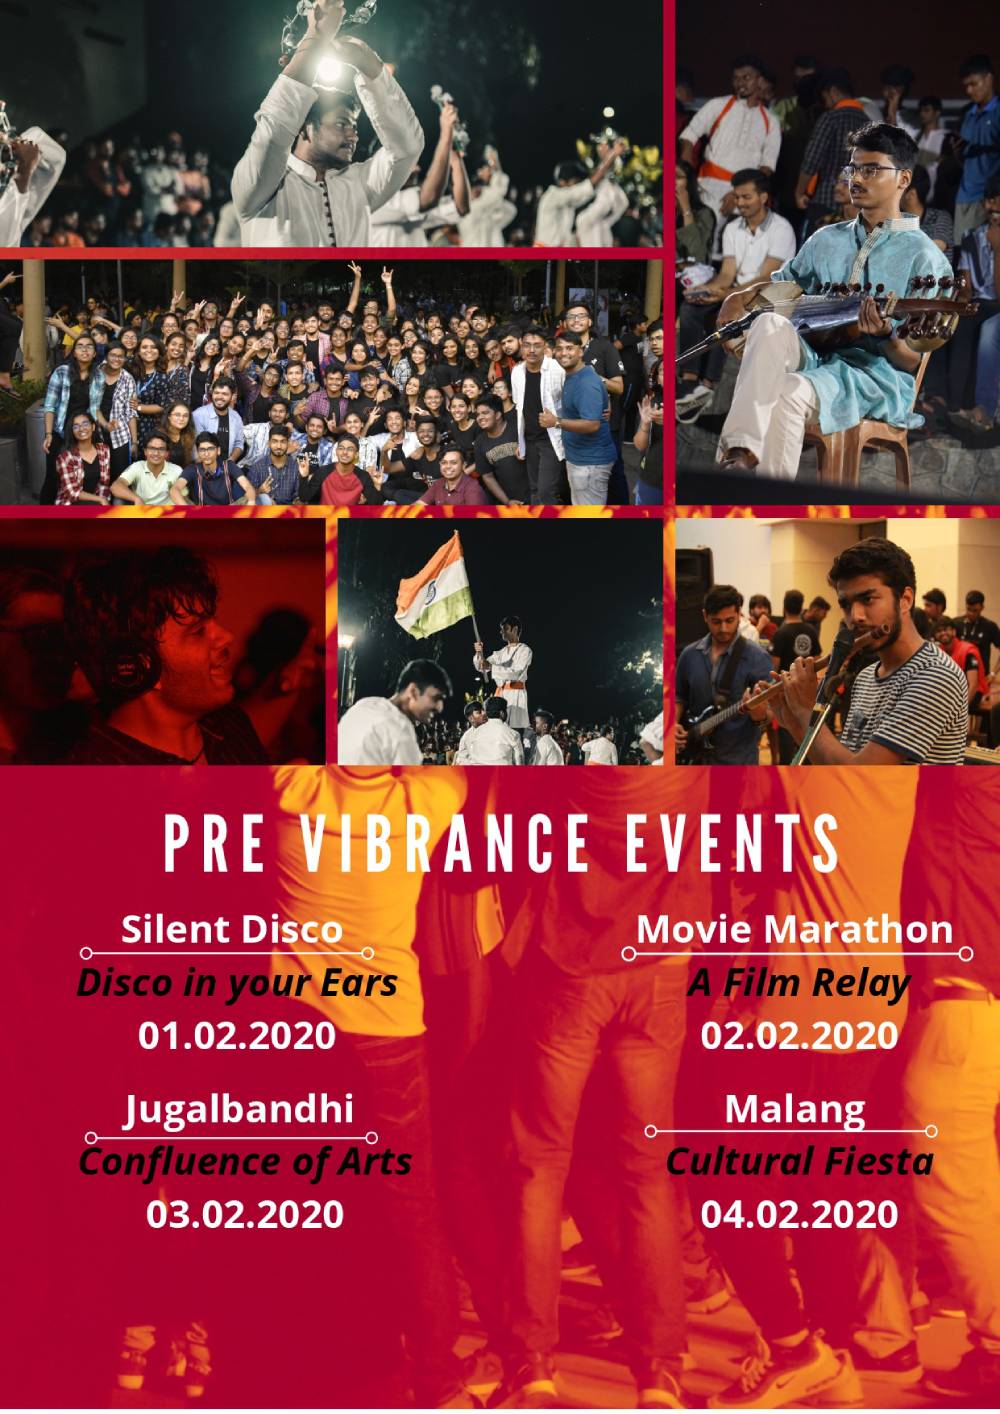 PRE VIBRANCE EVENTS
Silent Disco
Disco in your Ears
01.02.2020
Movie Marathon
A Film Relay
02.02.2020
Jugalbandhi
Confluence of Arts
03.02.2020
Malang
Cultural Fiesta
04.02.2020